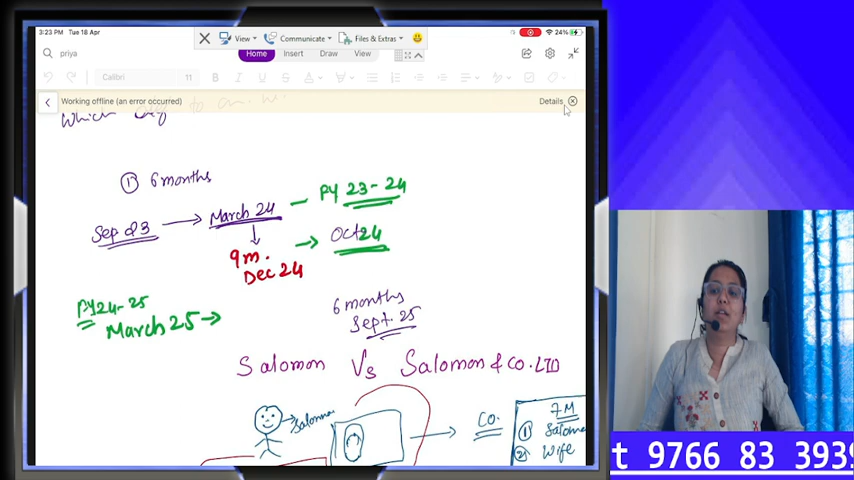 3:23 PM Tue 18 Apr
24%
View
Communicate
Files & Extras
priya
Home Insert Draw View
Calibri 11
Working offline (an error occurred) Details
which
① 6 months
Sep 23 → March 24 – PY 23-24
9m. → Oct 24
Dec 24
PY 24-25
March 25 →
6 months
Sept. 25
Salomon Vs Salomon & CO. LTD
Salomon
CO.
7M
① Salomo
② Wife
t 9766 83 3939